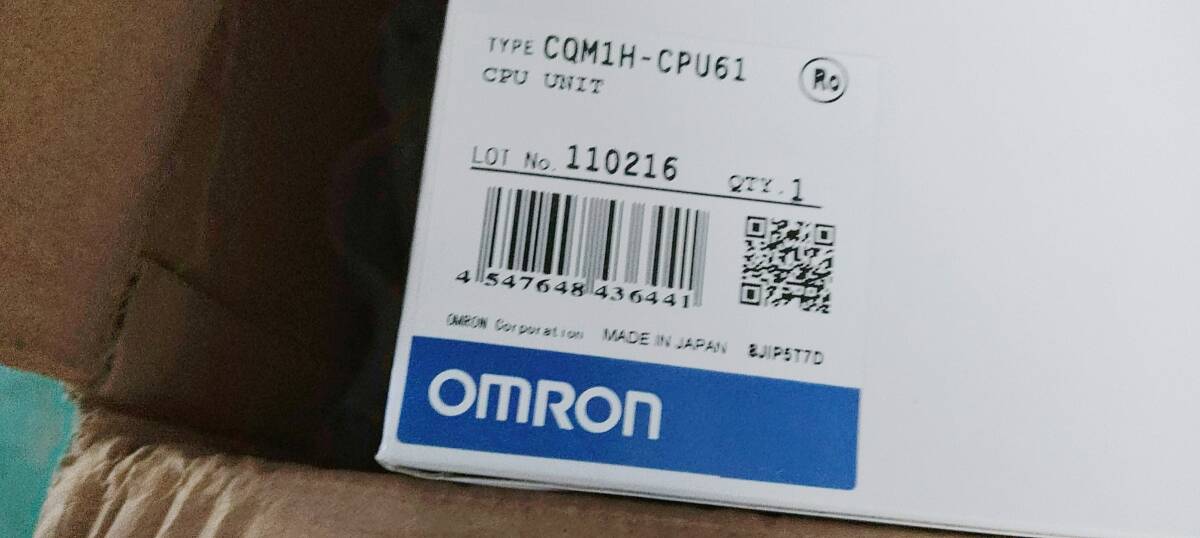 TYPE CQM1H-CPU61
Ro
CPU UNIT
LOT No. 110216 QTY. 1
4 547648 436441
OMRON Corporation MADE IN JAPAN 8JIP5T7D
OMRON